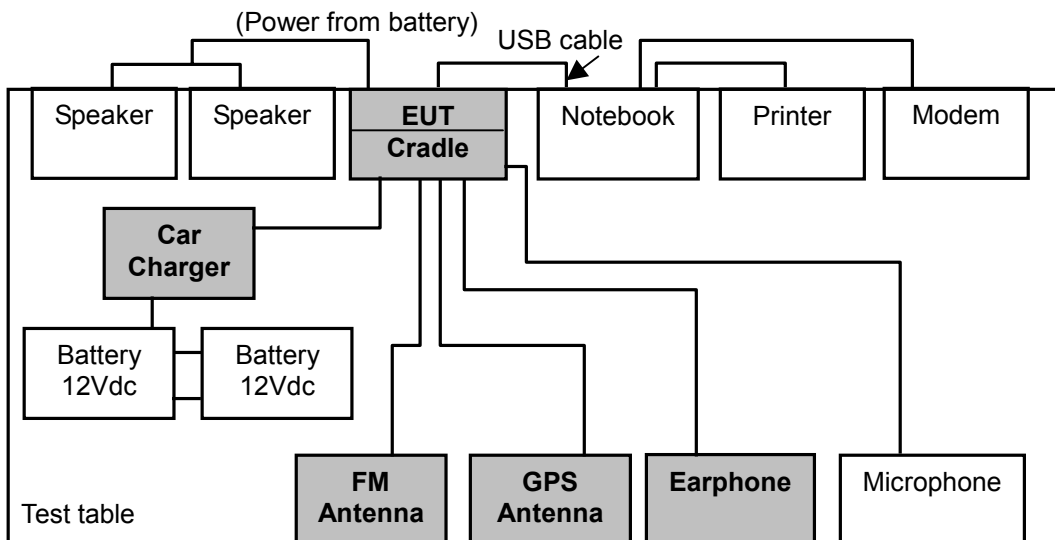 (Power from battery)
USB cable
Speaker
Speaker
EUT
Cradle
Notebook
Printer
Modem
Car
Charger
Battery
12Vdc
Battery
12Vdc
FM
Antenna
GPS
Antenna
Earphone
Microphone
Test table